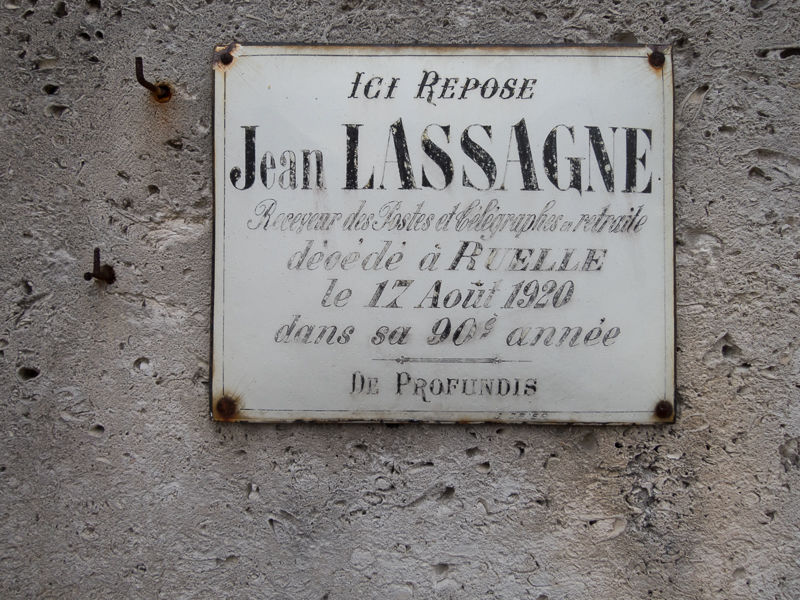 ICI REPOSE
Jean LASSAGNE
Receveur des Postes et Télégraphes en retraite
décédé à RUELLE
le 17 Août 1920
dans sa 90e année
DE PROFUNDIS